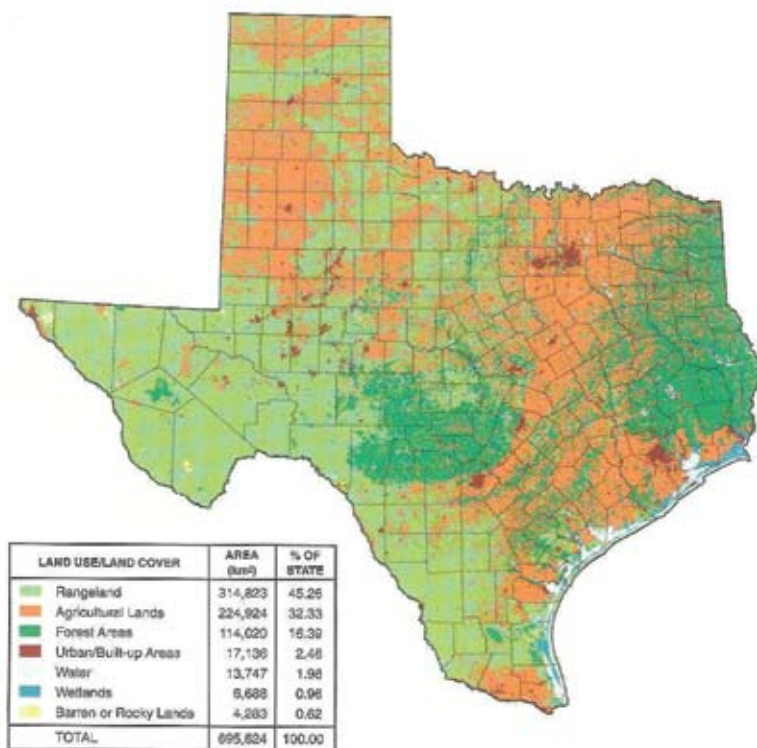 LAND USE/LAND COVER AREA (km²) % OF STATE
Rangeland 314,823 45.26
Agricultural Lands 224,924 32.33
Forest Areas 114,020 16.39
Urban/Built-up Areas 17,136 2.46
Water 13,747 1.98
Wetlands 6,688 0.96
Barren or Rocky Lands 4,283 0.62
TOTAL 695,624 100.00